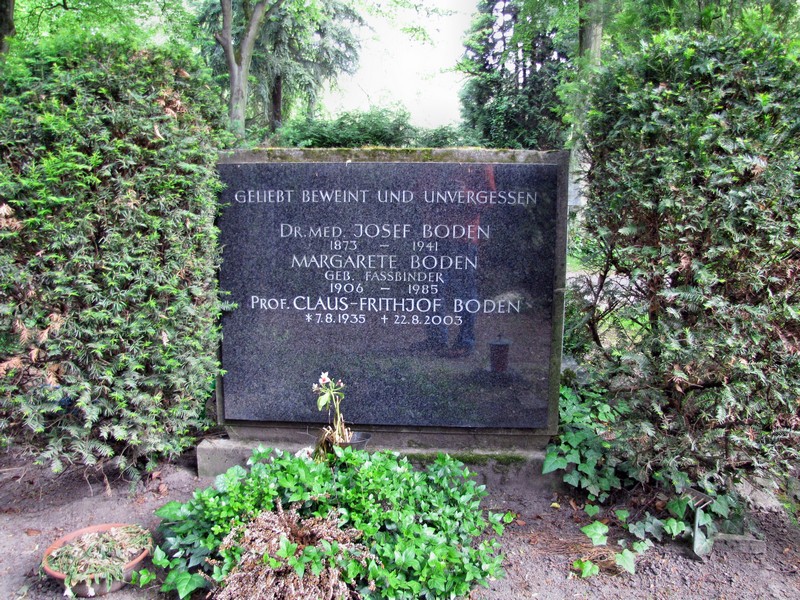 GELIEBT BEWEINT UND UNVERGESSEN
DR. MED. JOSEF BODEN
1873 – 1941
MARGARETE BODEN
GEB. FASSBINDER
1906 – 1985
PROF. CLAUS-FRITHJOF BODEN
* 7.8.1935 + 22.8.2003